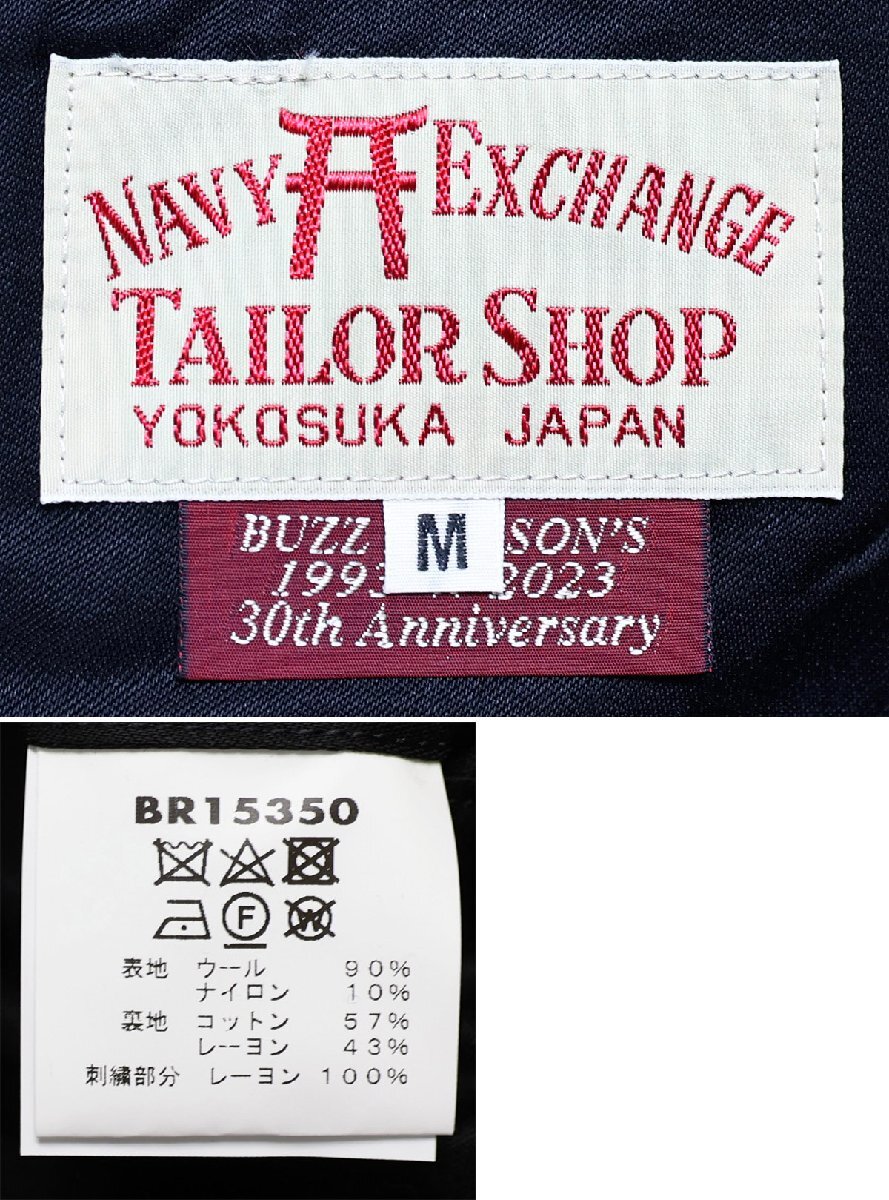 NAVY EXCHANGE
TAILOR SHOP
YOKOSUKA JAPAN
BUZZ M SON'S
1993 2023
30th Anniversary
BR15350
F W
表地 ウール 90%
ナイロン 10%
裏地 コットン 57%
レーヨン 43%
刺繍部分 レーヨン 100%